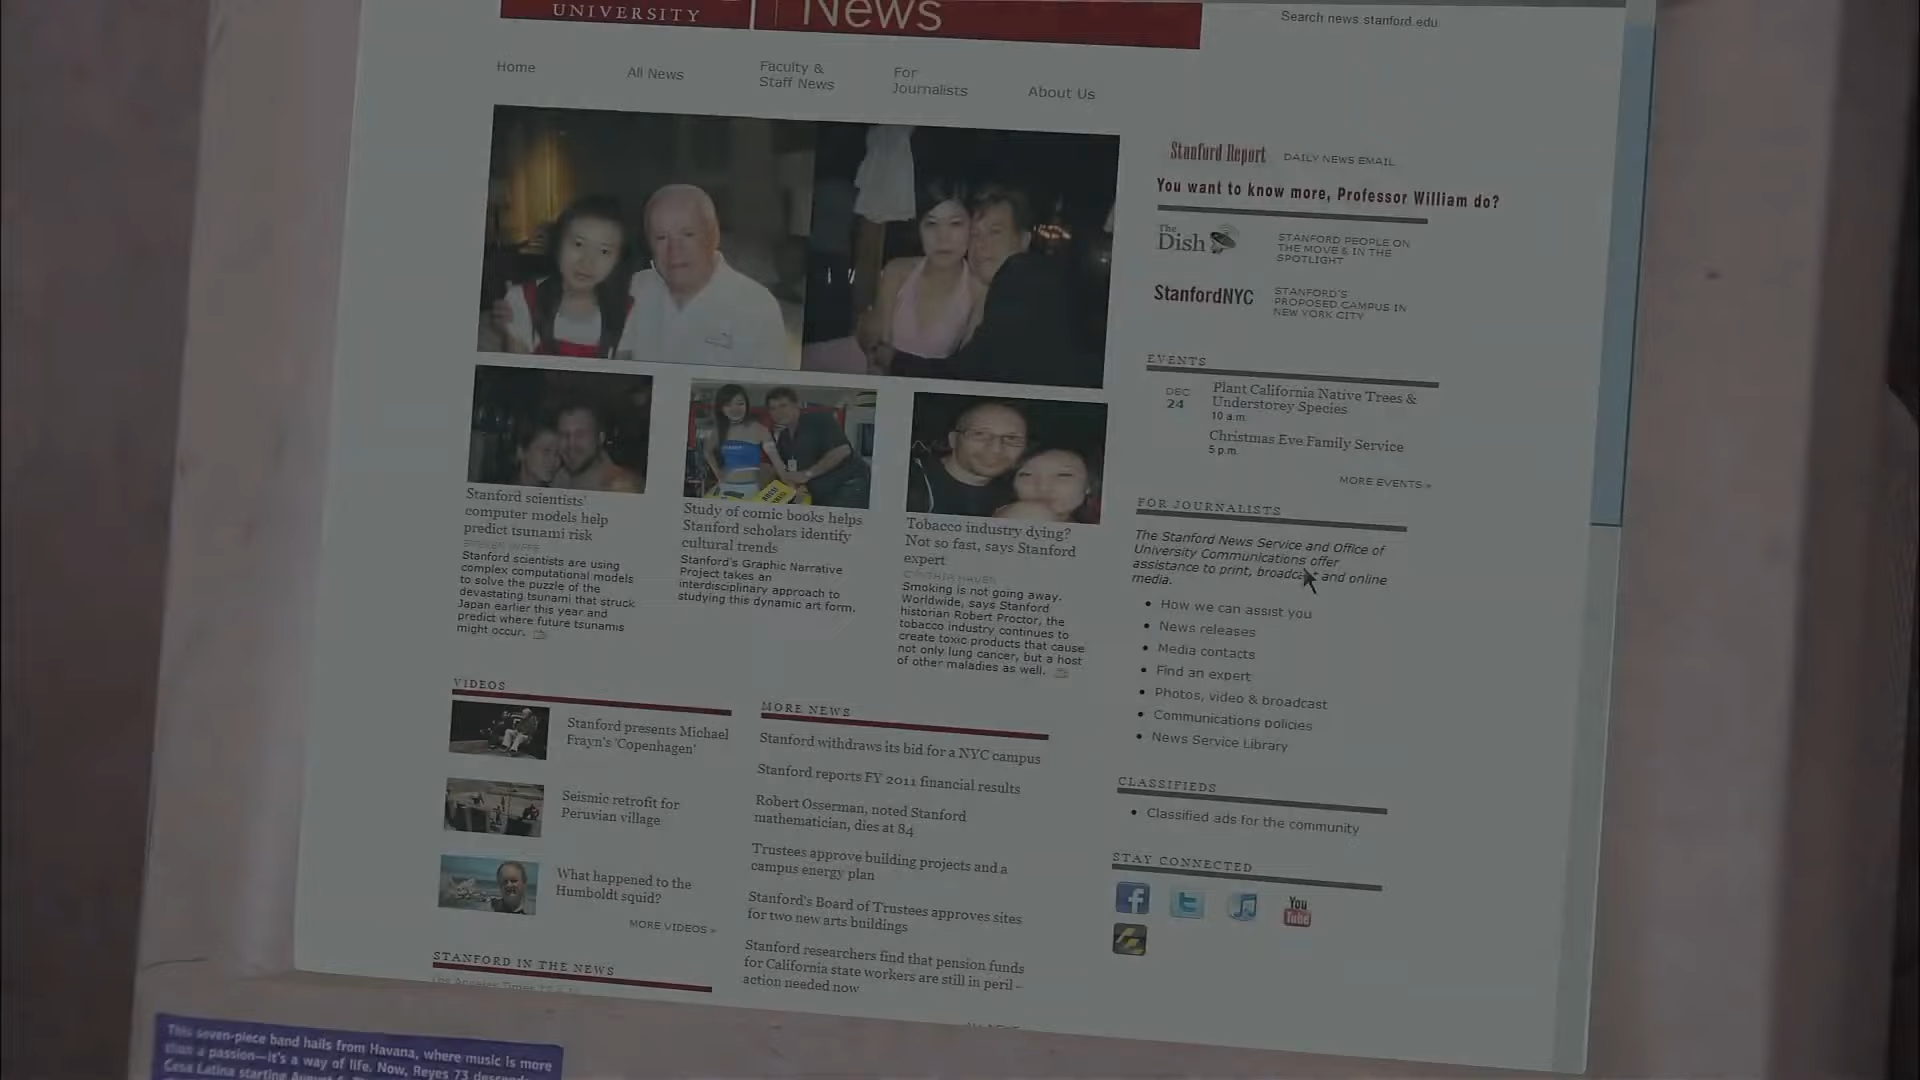 UNIVERSITY
News
Search news.stanford.edu
Home
All News
Faculty &
Staff News
For
Journalists
About Us
Stanford Report
DAILY NEWS EMAIL
You want to know more, Professor William do?
The
Dish
STANFORD PEOPLE ON
THE MOVE & IN THE
SPOTLIGHT
StanfordNYC
STANFORD'S
PROPOSED CAMPUS IN
NEW YORK CITY
EVENTS
DEC
24
Plant California Native Trees &
Understorey Species
10 a.m.
Christmas Eve Family Service
5 p.m.
MORE EVENTS »
Stanford scientists'
computer models help
predict tsunami risk
Stanford scientists are using
complex computational models
to solve the puzzle of the
devastating tsunami that struck
Japan earlier this year and
predict where future tsunamis
might occur.
Study of comic books helps
Stanford scholars identify
cultural trends
Stanford's Graphic Narrative
Project takes an
interdisciplinary approach to
studying this dynamic art form.
Tobacco industry dying?
Not so fast, says Stanford
expert
CYNTHIA HAVEN
Smoking is not going away.
Worldwide, says Stanford
historian Robert Proctor, the
tobacco industry continues to
create toxic products that cause
not only lung cancer, but a host
of other maladies as well.
FOR JOURNALISTS
The Stanford News Service and Office of
University Communications offer
assistance to print, broadcast and online
media.
• How we can assist you
• News releases
• Media contacts
• Find an expert
• Photos, video & broadcast
• Communications policies
• News Service Library
VIDEOS
Stanford presents Michael
Frayn's 'Copenhagen'
Seismic retrofit for
Peruvian village
What happened to the
Humboldt squid?
MORE VIDEOS »
STANFORD IN THE NEWS
Los Angeles Times
MORE NEWS
Stanford withdraws its bid for a NYC campus
Stanford reports FY 2011 financial results
Robert Osserman, noted Stanford
mathematician, dies at 84
Trustees approve building projects and a
campus energy plan
Stanford's Board of Trustees approves sites
for two new arts buildings
Stanford researchers find that pension funds
for California state workers are still in peril –
action needed now
CLASSIFIEDS
• Classified ads for the community
STAY CONNECTED
You
Tube
This seven-piece band hails from Havana, where music is more
than a passion—it's a way of life. Now, Reyes 73
Casa Latina starting